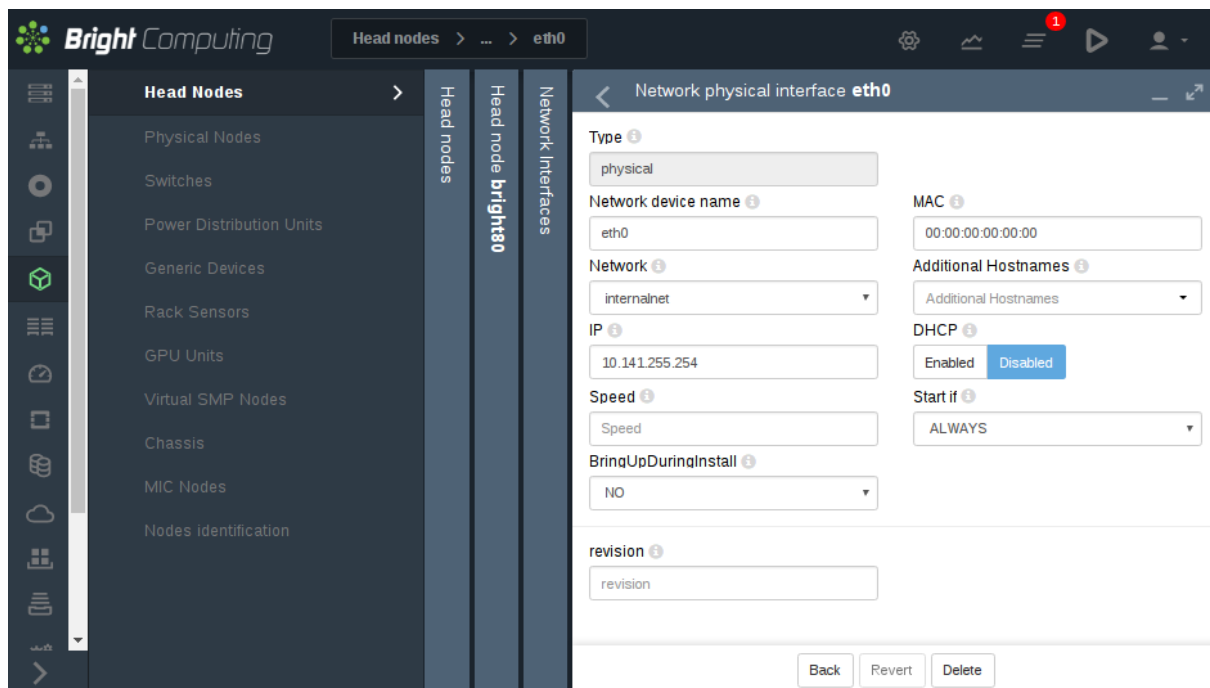 Bright Computing
Head nodes > ... > eth0
1
Head Nodes
Physical Nodes
Switches
Power Distribution Units
Generic Devices
Rack Sensors
GPU Units
Virtual SMP Nodes
Chassis
MIC Nodes
Nodes identification
Head nodes
Head node bright80
Network Interfaces
Network physical interface eth0
Type
physical
Network device name
MAC
eth0
00:00:00:00:00:00
Network
Additional Hostnames
internalnet
Additional Hostnames
IP
DHCP
10.141.255.254
Enabled Disabled
Speed
Start if
Speed
ALWAYS
BringUpDuringInstall
NO
revision
revision
Back Revert Delete